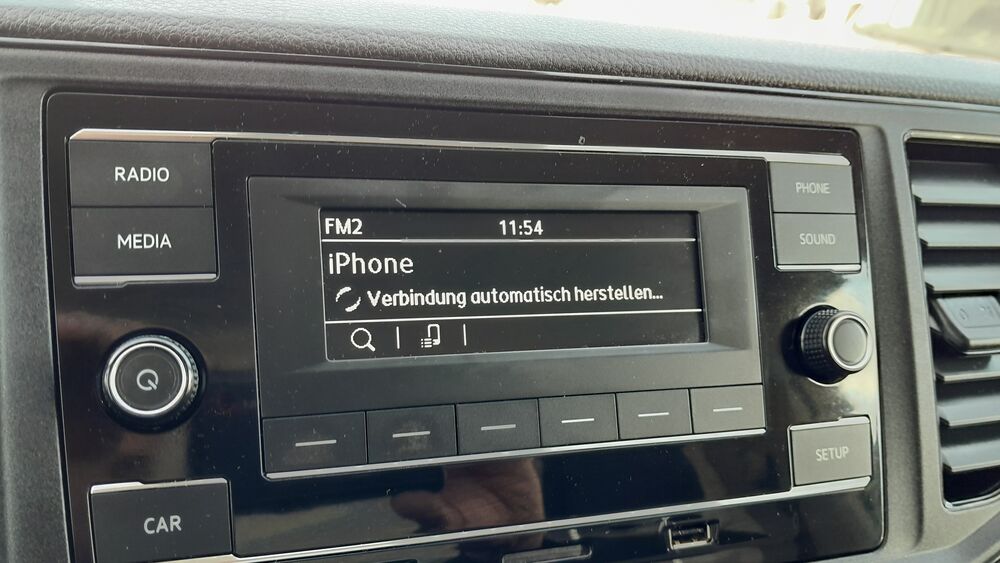 RADIO
MEDIA
FM2 11:54
iPhone
Verbindung automatisch herstellen...
PHONE
SOUND
SETUP
CAR